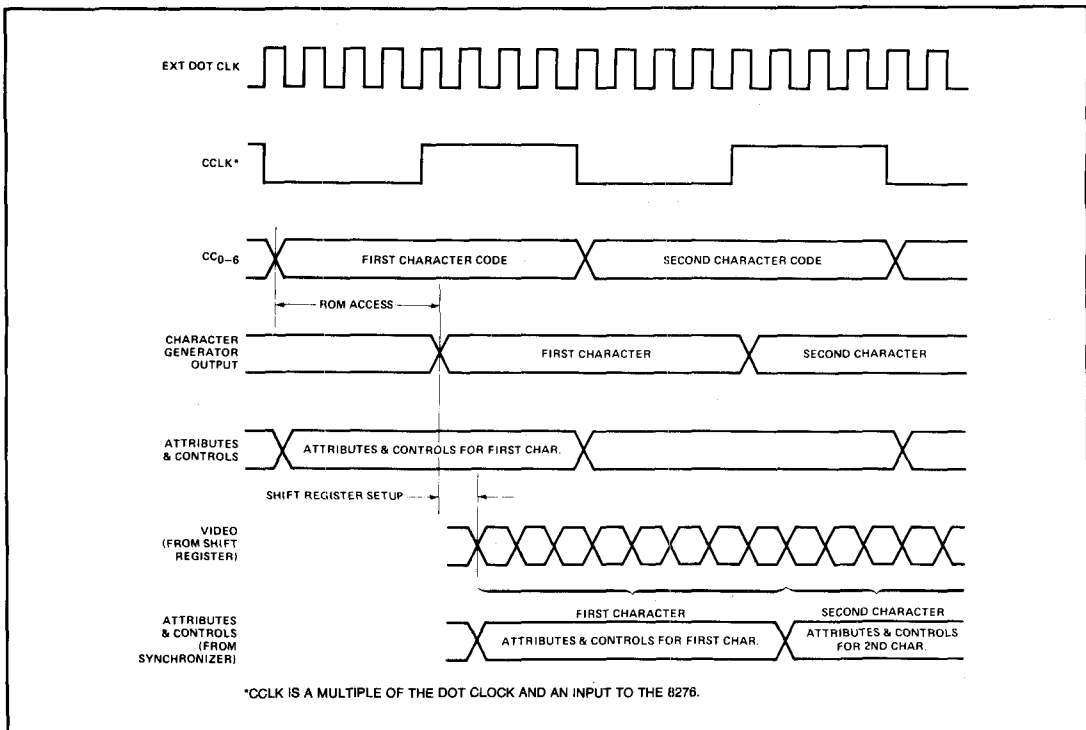 EXT DOT CLK
CCLK*
CC0–6
FIRST CHARACTER CODE
SECOND CHARACTER CODE
ROM ACCESS
CHARACTER
GENERATOR
OUTPUT
FIRST CHARACTER
SECOND CHARACTER
ATTRIBUTES
& CONTROLS
ATTRIBUTES & CONTROLS FOR FIRST CHAR.
SHIFT REGISTER SETUP
VIDEO
(FROM SHIFT
REGISTER)
FIRST CHARACTER
SECOND CHARACTER
ATTRIBUTES
& CONTROLS
(FROM
SYNCHRONIZER)
ATTRIBUTES & CONTROLS FOR FIRST CHAR.
ATTRIBUTES & CONTROLS
FOR 2ND CHAR.
*CCLK IS A MULTIPLE OF THE DOT CLOCK AND AN INPUT TO THE 8276.